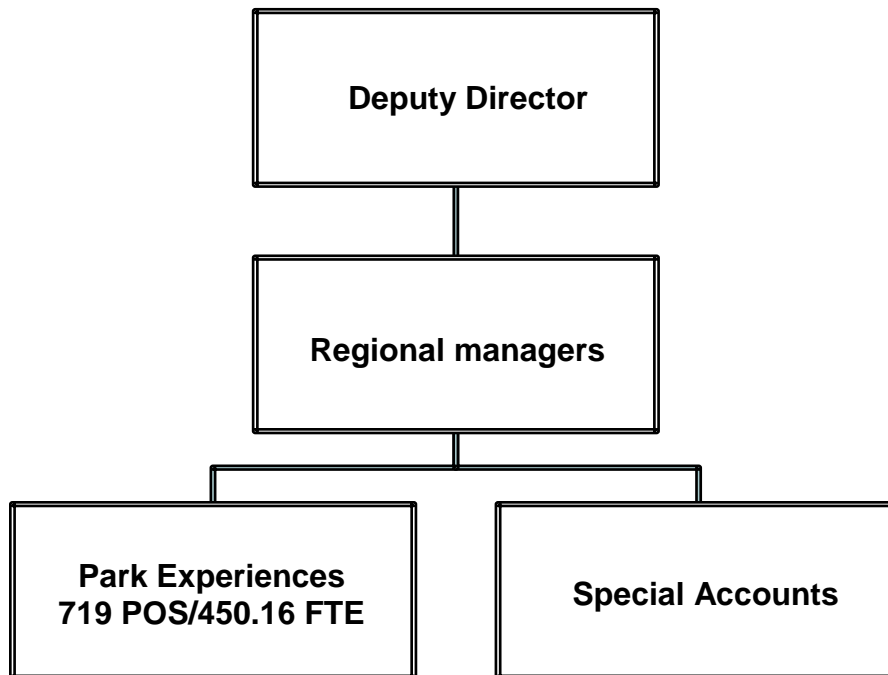 Deputy Director
Regional managers
Park Experiences
719 POS/450.16 FTE
Special Accounts